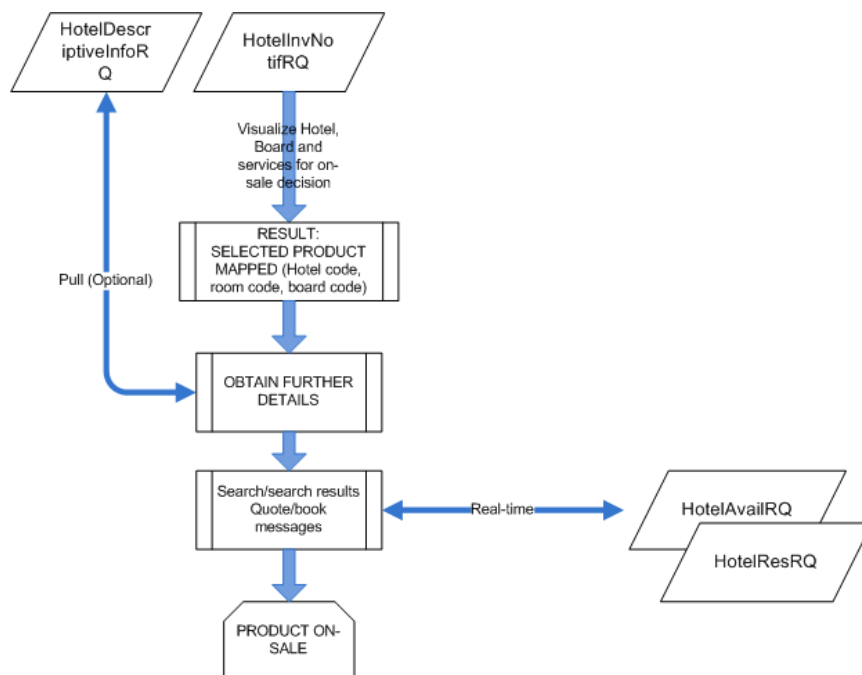 HotelDescr
iptiveInfoR
Q
HotelInvNo
tifRQ
Visualize Hotel,
Board and
services for on-
sale decision
RESULT:
SELECTED PRODUCT
MAPPED (Hotel code,
room code, board code)
Pull (Optional)
OBTAIN FURTHER
DETAILS
Search/search results
Quote/book
messages
Real-time
HotelAvailRQ
HotelResRQ
PRODUCT ON-
SALE